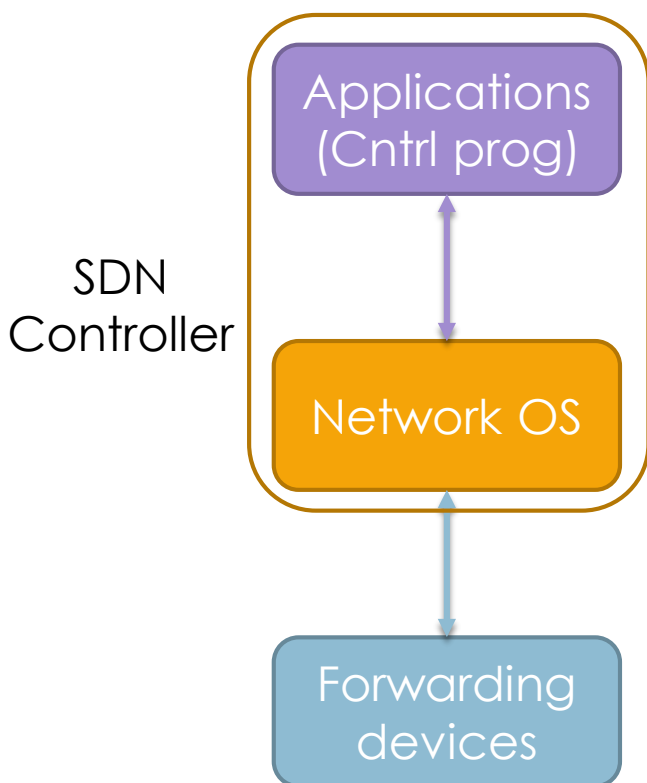 Applications
(Cntrl prog)
SDN
Controller
Network OS
Forwarding
devices